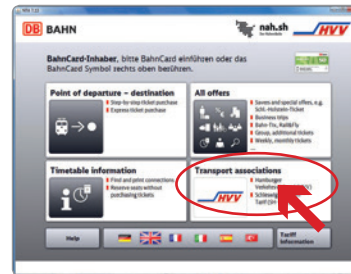 DB BAHN
nah.sh
HVV
BahnCard-Inhaber, bitte BahnCard einführen oder das
BahnCard Symbol rechts oben berühren.
Point of departure – destination
Step-by-step ticket purchase
Express ticket purchase
All offers
Savers and special offers, e.g.
Schl.-Holstein-Ticket
Business trips
Bahn-Tix, Rail&Fly
Group, additional tickets
Weekly, monthly tickets
...
Timetable information
Find and print connections
Reserve seats without
purchasing tickets
Transport associations
Hamburger
HVV
Help
Tariff
Information